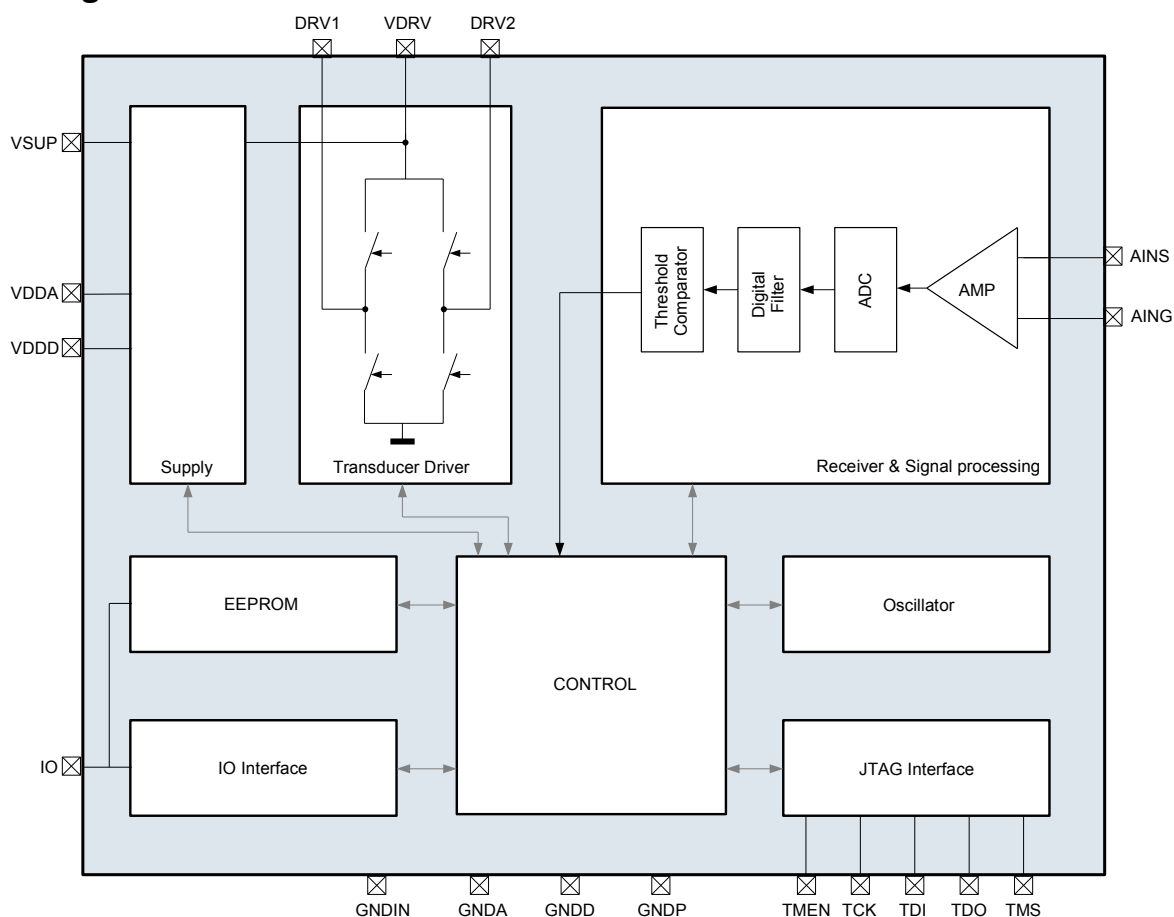 DRV1 VDRV DRV2
VSUP
VDDA
VDDD
Supply
Transducer Driver
Threshold
Comparator
Digital
Filter
ADC
AMP
AINS
AING
Receiver & Signal processing
EEPROM
Oscillator
CONTROL
IO
IO Interface
JTAG Interface
GNDIN GNDA GNDD GNDP TMEN TCK TDI TDO TMS